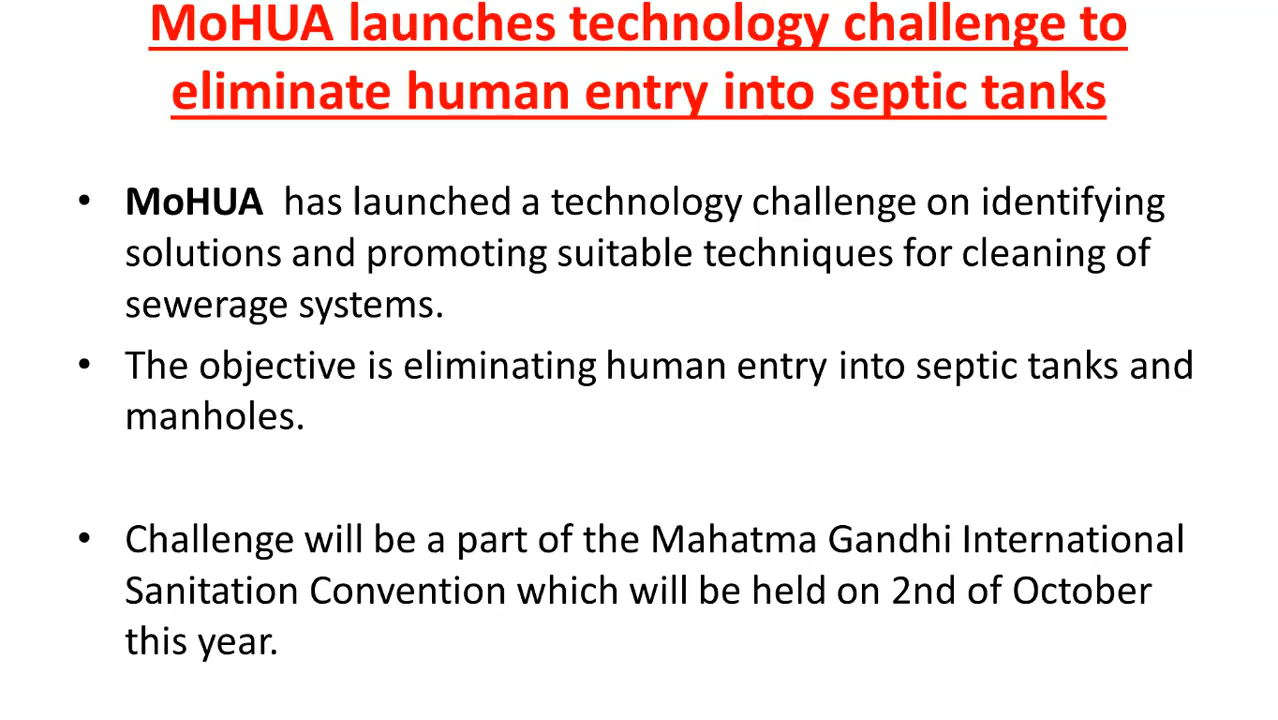 MoHUA launches technology challenge to
eliminate human entry into septic tanks
• MoHUA has launched a technology challenge on identifying
solutions and promoting suitable techniques for cleaning of
sewerage systems.
• The objective is eliminating human entry into septic tanks and
manholes.
• Challenge will be a part of the Mahatma Gandhi International
Sanitation Convention which will be held on 2nd of October
this year.